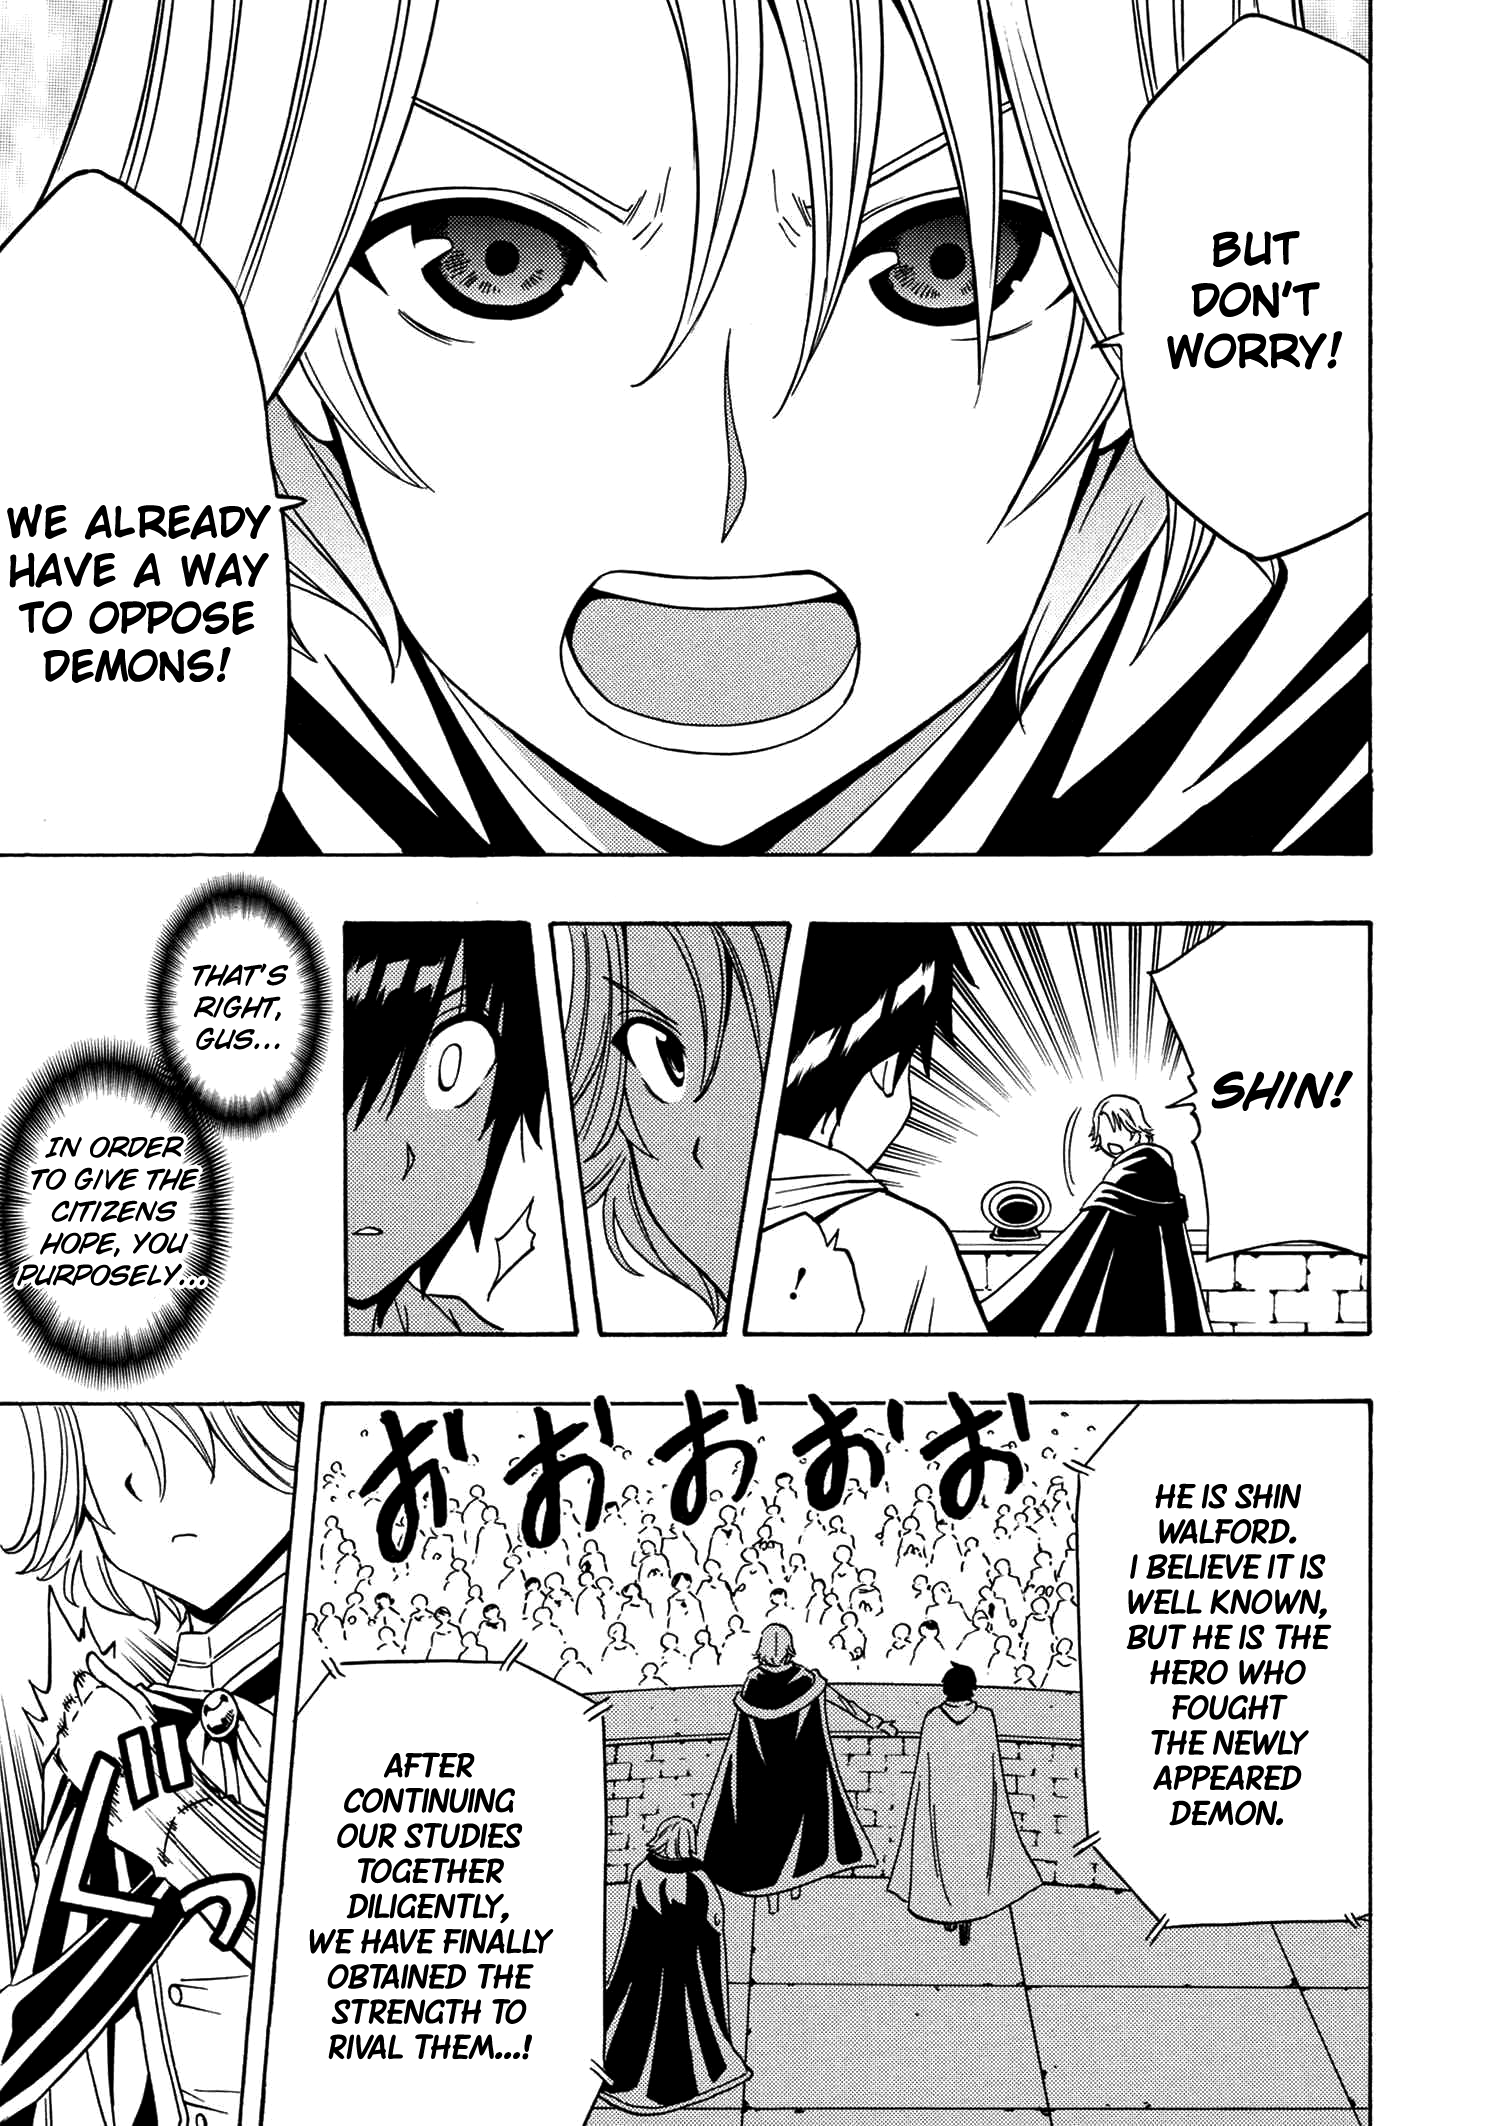 BUT
DON'T
WORRY!
WE ALREADY
HAVE A WAY
TO OPPOSE
DEMONS!
SHIN!
!
THAT'S
RIGHT,
GUS...
IN ORDER
TO GIVE THE
CITIZENS
HOPE, YOU
PURPOSELY...
HE IS SHIN
WALFORD.
I BELIEVE IT IS
WELL KNOWN,
BUT HE IS THE
HERO WHO
FOUGHT
THE NEWLY
APPEARED
DEMON.
おおおおお
AFTER
CONTINUING
OUR STUDIES
TOGETHER
DILIGENTLY,
WE HAVE FINALLY
OBTAINED THE
STRENGTH TO
RIVAL THEM...!